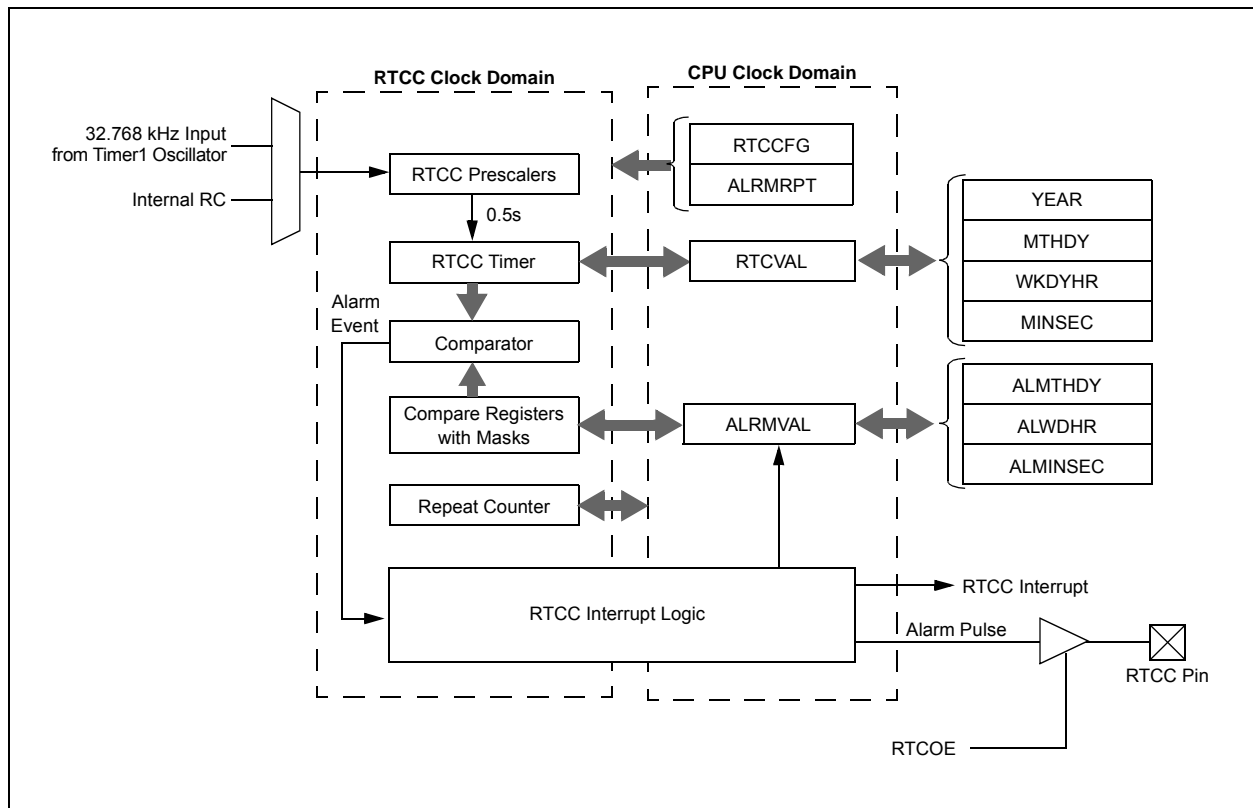 RTCC Clock Domain
CPU Clock Domain
32.768 kHz Input
from Timer1 Oscillator
Internal RC
RTCC Prescalers
0.5s
RTCC Timer
Alarm
Event
Comparator
Compare Registers
with Masks
Repeat Counter
RTCC Interrupt Logic
RTCCFG
ALRMRPT
RTCVAL
ALRMVAL
YEAR
MTHDY
WKDYHR
MINSEC
ALMTHDY
ALWDHR
ALMINSEC
RTCC Interrupt
Alarm Pulse
RTCC Pin
RTCOE